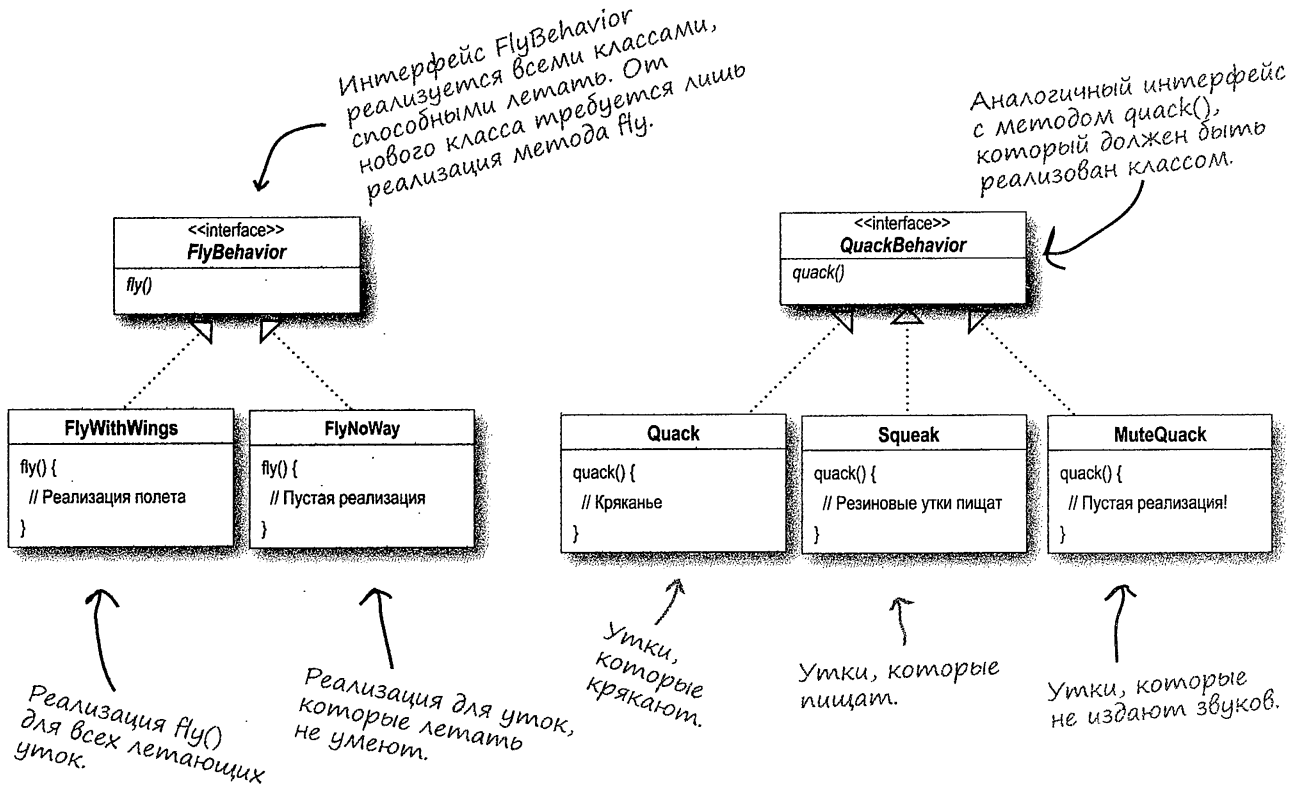 Интерфейс FlyBehavior
реализуется всеми классами,
способными летать. От
нового класса требуется лишь
реализация метода fly.
Аналогичный интерфейс
с методом quack(),
который должен быть
реализован классом.
<<interface>>
FlyBehavior
fly()
<<interface>>
QuackBehavior
quack()
FlyWithWings
fly() {
// Реализация полета
}
FlyNoWay
fly() {
// Пустая реализация
}
Quack
quack() {
// Кряканье
}
Squeak
quack() {
// Резиновые утки пищат
}
MuteQuack
quack() {
// Пустая реализация!
}
Реализация fly()
для всех летающих
уток.
Реализация для уток,
которые летать
не умеют.
Утки,
которые
крякают.
Утки, которые
пищат.
Утки, которые
не издают звуков.